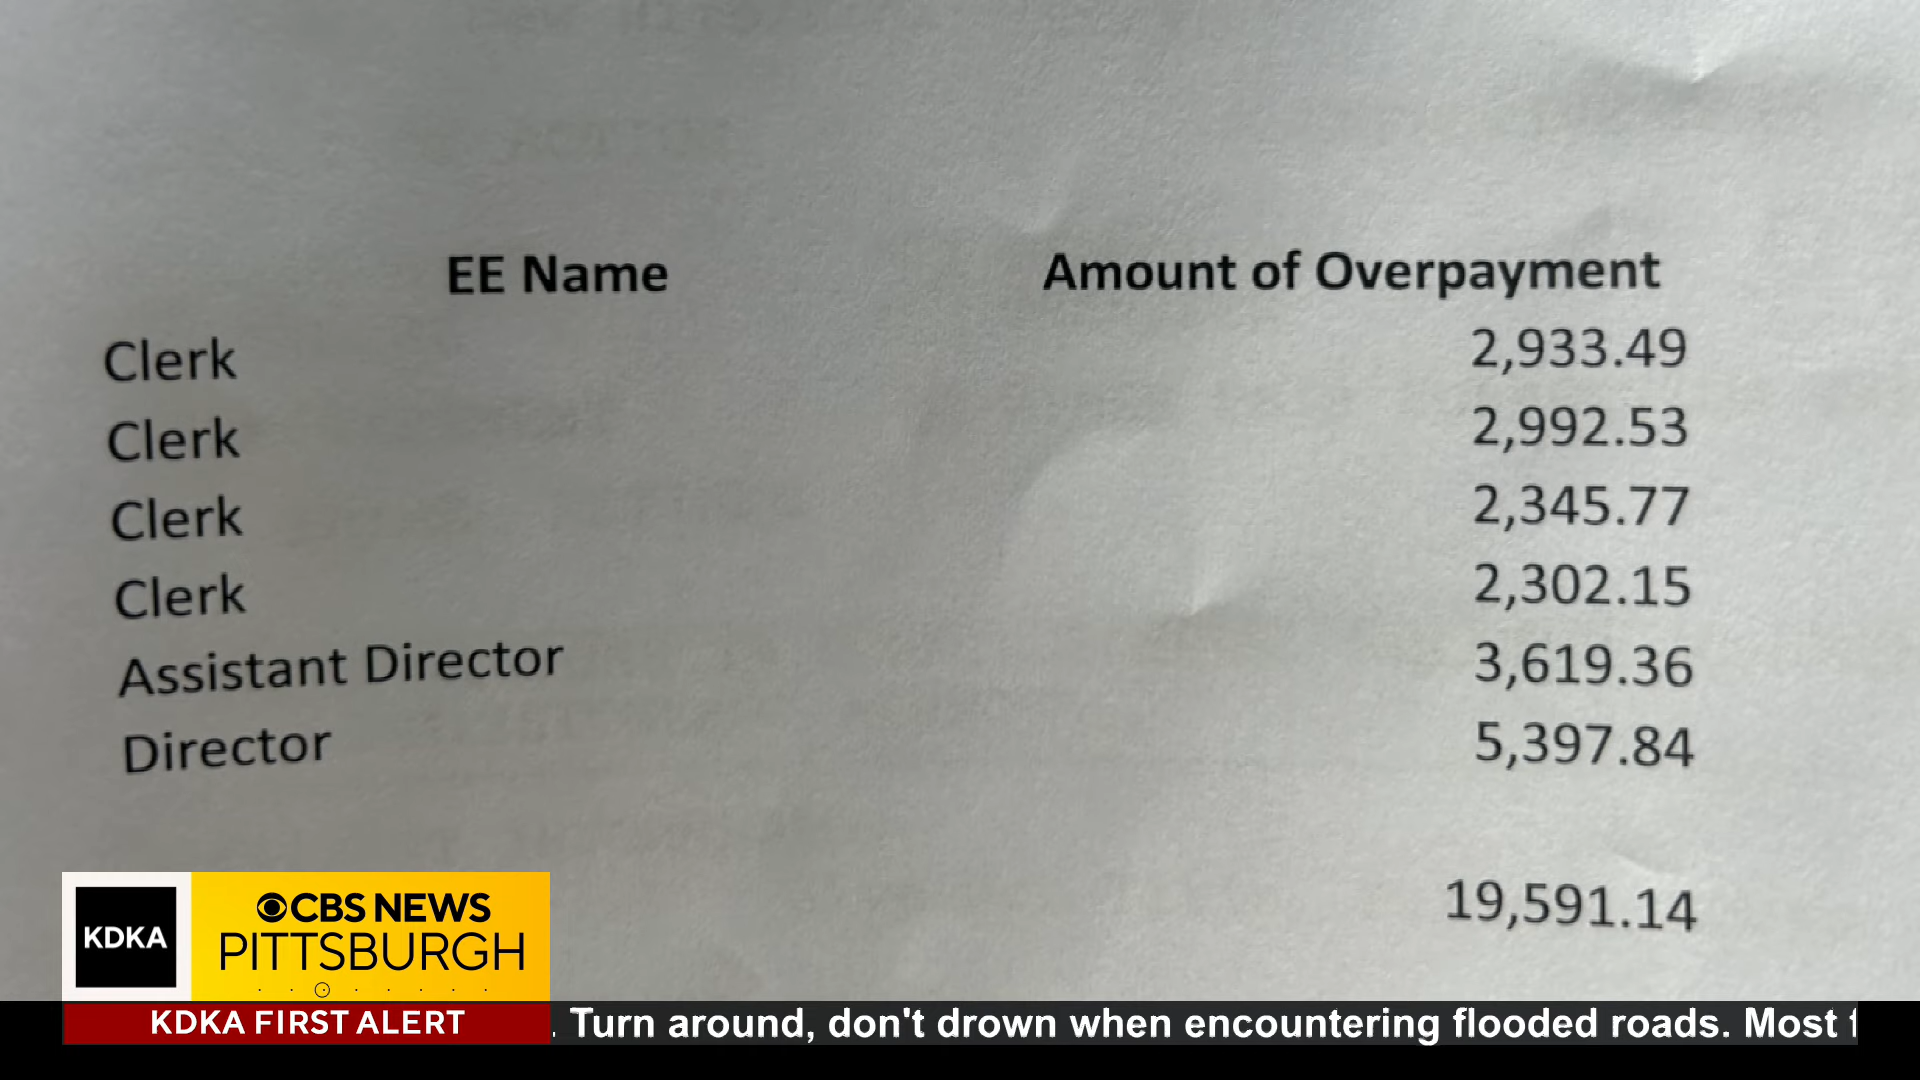 EE Name Amount of Overpayment
Clerk 2,933.49
Clerk 2,992.53
Clerk 2,345.77
Clerk 2,302.15
Assistant Director 3,619.36
Director 5,397.84
19,591.14
KDKA
CBS NEWS
PITTSBURGH
KDKA FIRST ALERT
. Turn around, don't drown when encountering flooded roads. Most